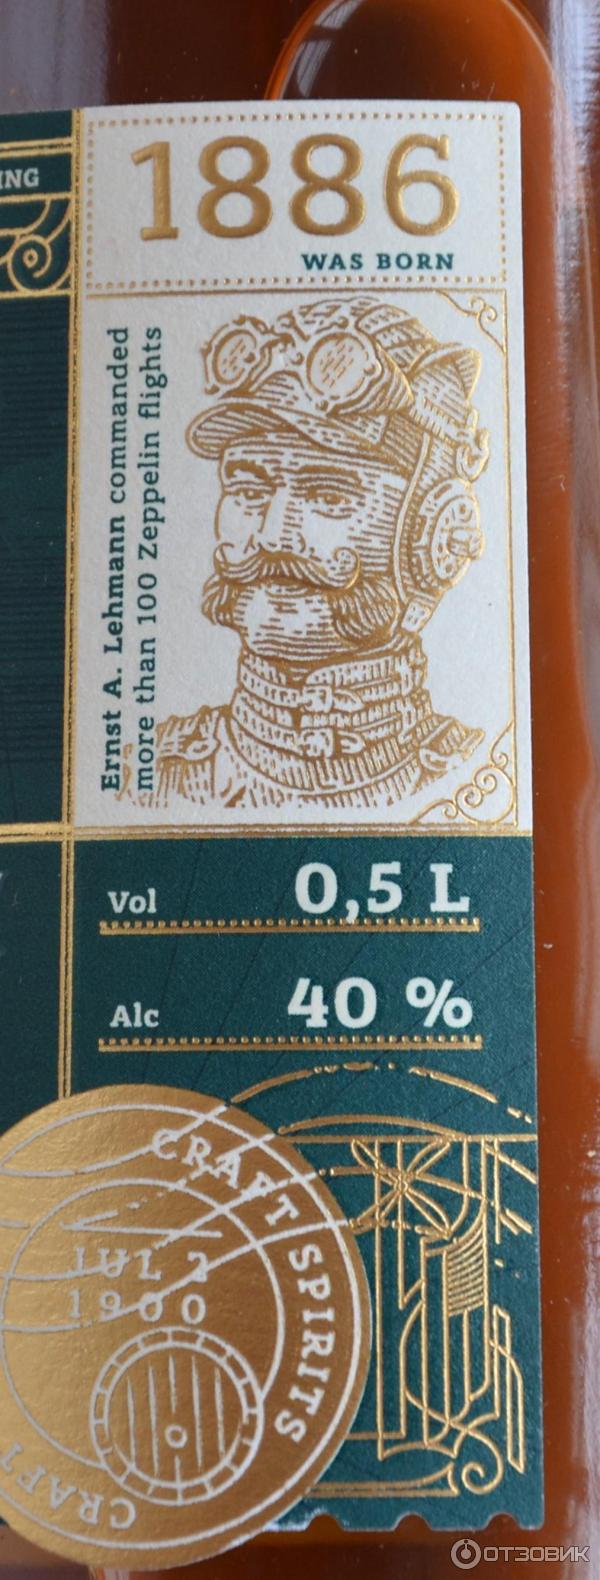 ING
1886
WAS BORN
Ernst A. Lehmann commanded
more than 100 Zeppelin flights
Vol 0,5 L
Alc 40 %
CRAFT SPIRITS
JUL 2
1900
CRAFT
ОТЗОВИК